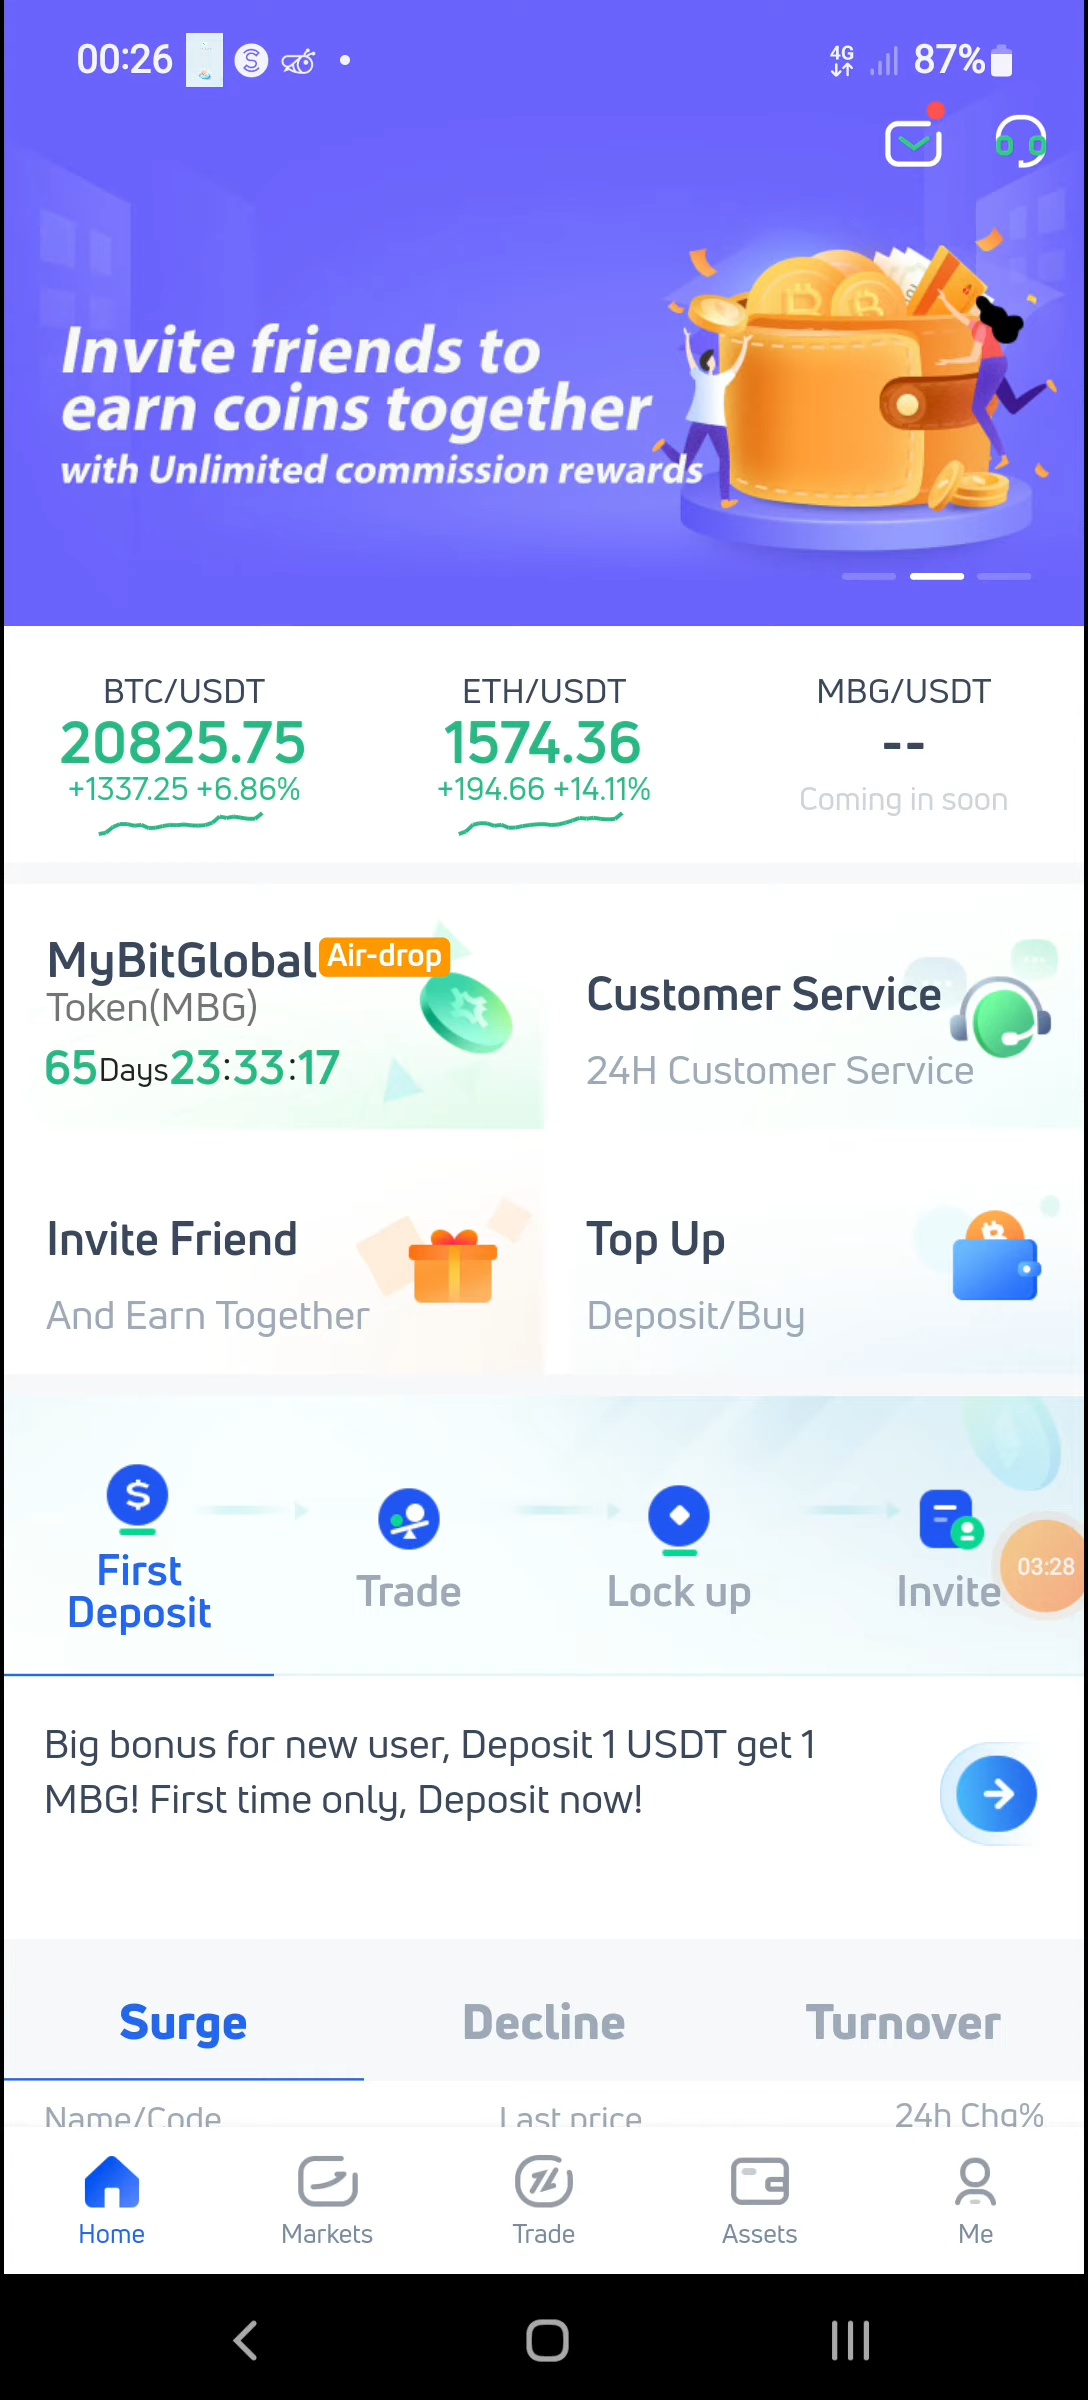 00:26
4G
87%
Invite friends to
earn coins together
with Unlimited commission rewards
BTC/USDT
20825.75
+1337.25 +6.86%
ETH/USDT
1574.36
+194.66 +14.11%
MBG/USDT
--
Coming in soon
MyBitGlobal Air-drop
Token(MBG)
65Days23:33:17
Customer Service
24H Customer Service
Invite Friend
And Earn Together
Top Up
Deposit/Buy
First
Deposit
Trade
Lock up
Invite
03:28
Big bonus for new user, Deposit 1 USDT get 1
MBG! First time only, Deposit now!
Surge
Decline
Turnover
Name/Code
Last price
24h Chg%
Home
Markets
Trade
Assets
Me